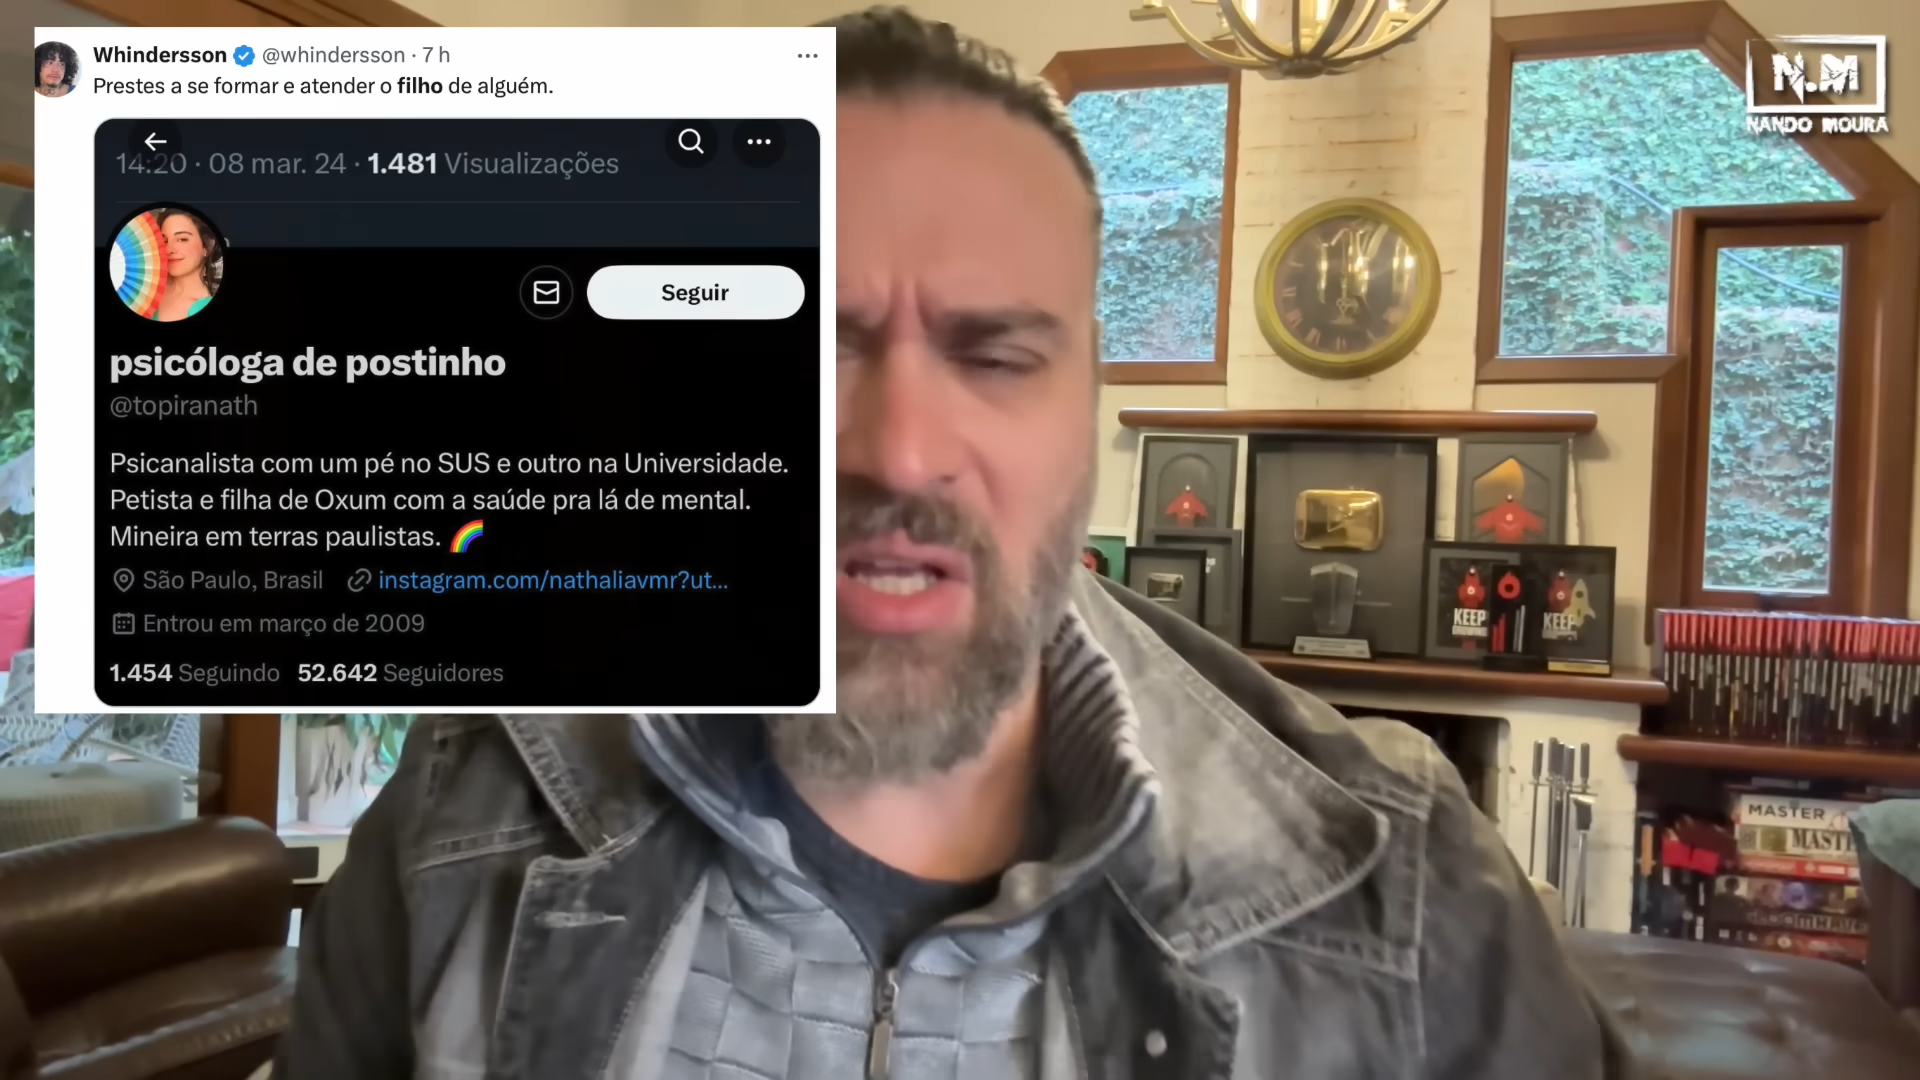 Whindersson @whindersson · 7 h
Prestes a se formar e atender o filho de alguém.
14:20 · 08 mar. 24 · 1.481 Visualizações
Seguir
psicóloga de postinho
@topiranath
Psicanalista com um pé no SUS e outro na Universidade.
Petista e filha de Oxum com a saúde pra lá de mental.
Mineira em terras paulistas.
São Paulo, Brasil instagram.com/nathaliavmr?ut...
Entrou em março de 2009
1.454 Seguindo 52.642 Seguidores
N.M
NANDO MOURA
KEEP
KEEP
MASTER